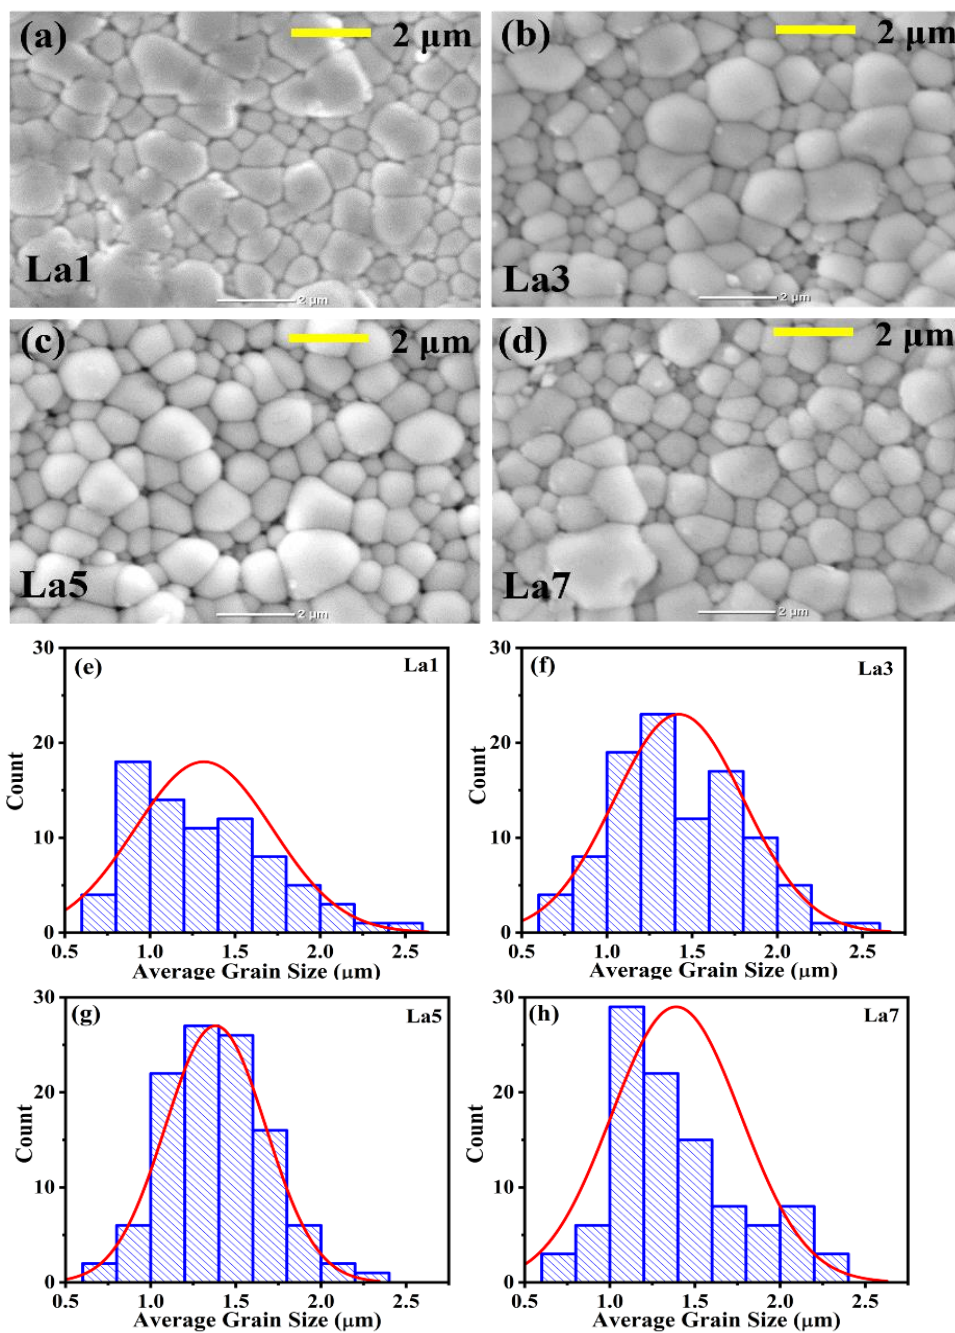 (a) 2 μm
La1
2 μm
(b) 2 μm
La3
2 μm
(c) 2 μm
La5
2 μm
(d) 2 μm
La7
2 μm
(e) La1
30
20
10
0
Count
0.5 1.0 1.5 2.0 2.5
Average Grain Size (μm)
(f) La3
30
20
10
0
Count
0.5 1.0 1.5 2.0 2.5
Average Grain Size (μm)
(g) La5
30
20
10
0
Count
0.5 1.0 1.5 2.0 2.5
Average Grain Size (μm)
(h) La7
30
20
10
0
Count
0.5 1.0 1.5 2.0 2.5
Average Grain Size (μm)